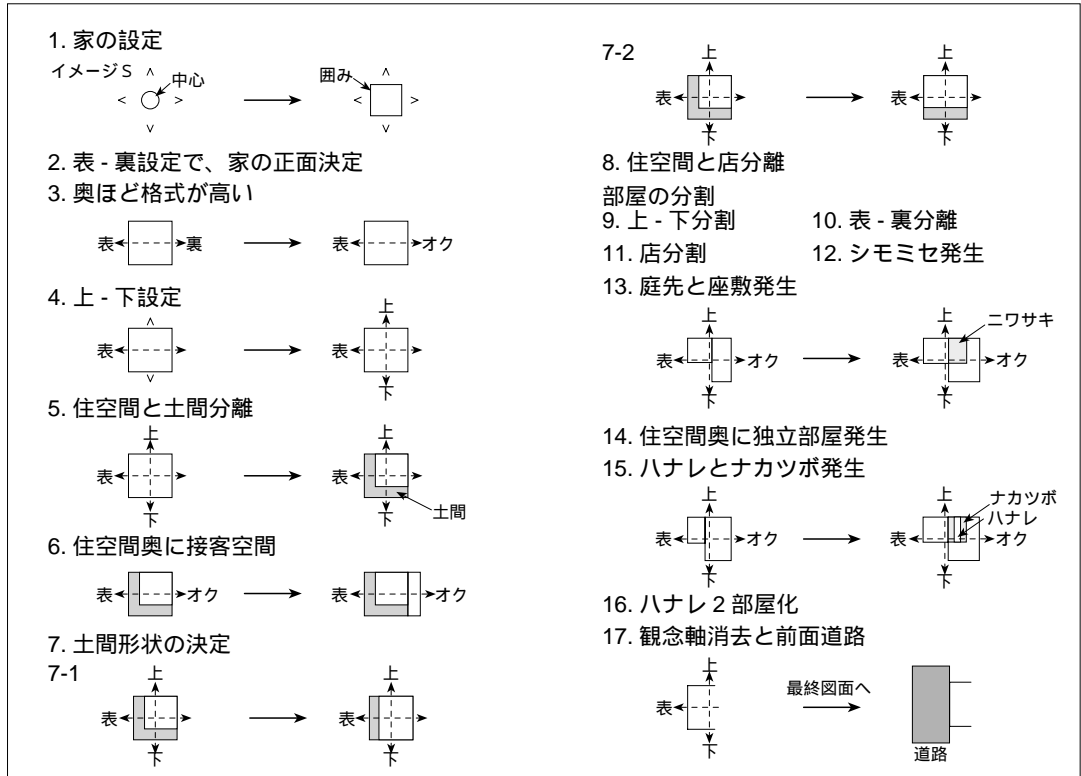 1. 家の設定
イメージS
中心
囲み
2. 表 - 裏設定で、家の正面決定
3. 奥ほど格式が高い
表 裏 表 オク
4. 上 - 下設定
上
表 表
下
5. 住空間と土間分離
上 上
表 表
下 下
土間
6. 住空間奥に接客空間
表 オク 表 オク
7. 土間形状の決定
7-1
上 上
表 表
下 下
7-2
上 上
表 表
下 下
8. 住空間と店分離
部屋の分割
9. 上 - 下分割 10. 表 - 裏分離
11. 店分割 12. シモミセ発生
13. 庭先と座敷発生
上 上
ニワサキ
表 オク 表 オク
下 下
14. 住空間奥に独立部屋発生
15. ハナレとナカツボ発生
上 上
ナカツボ
ハナレ
表 オク 表 オク
下 下
16. ハナレ2部屋化
17. 観念軸消去と前面道路
上
最終図面へ
表
下
道路